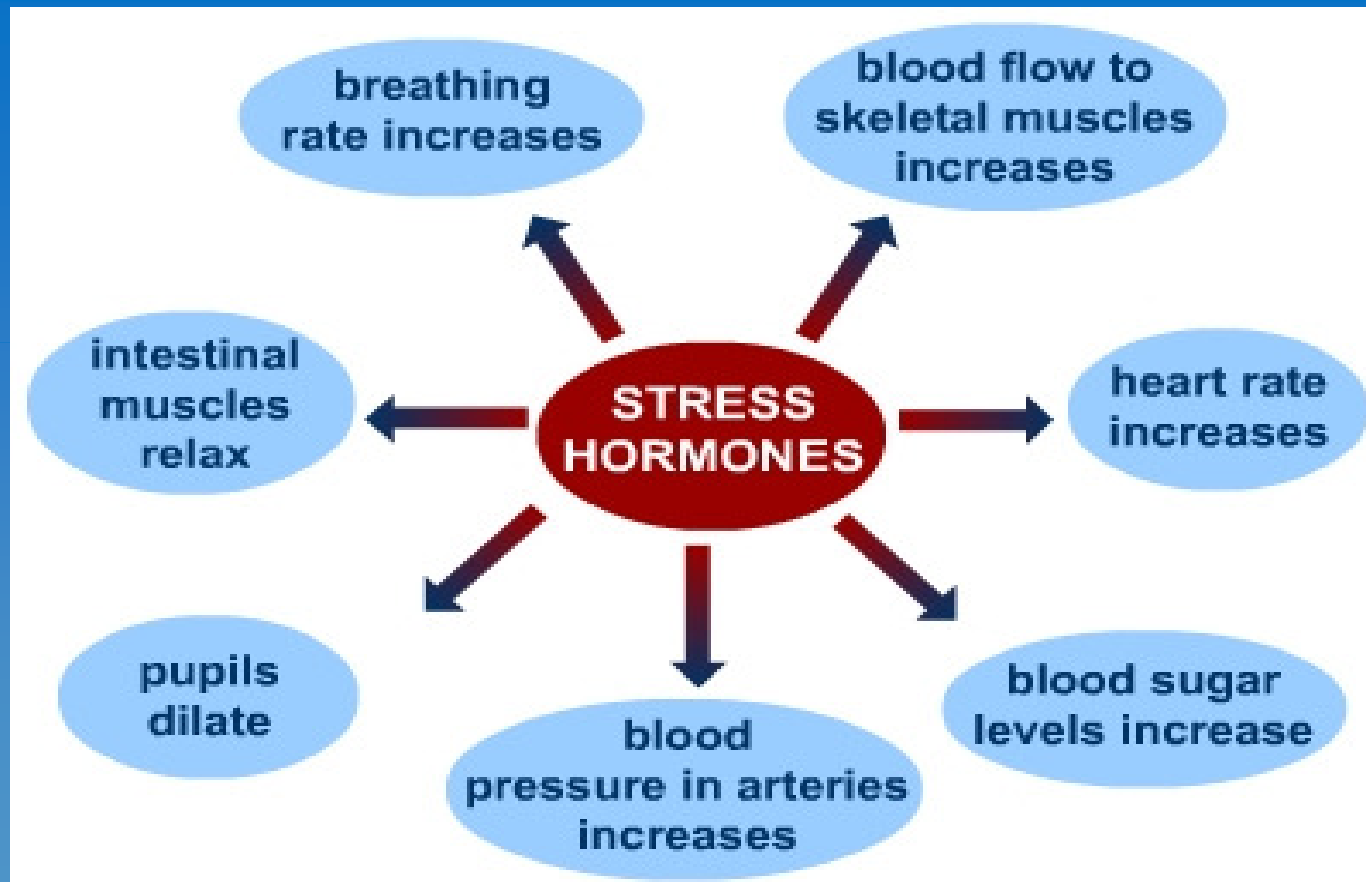 breathing
rate increases
blood flow to
skeletal muscles
increases
intestinal
muscles
relax
STRESS
HORMONES
heart rate
increases
pupils
dilate
blood
pressure in arteries
increases
blood sugar
levels increase